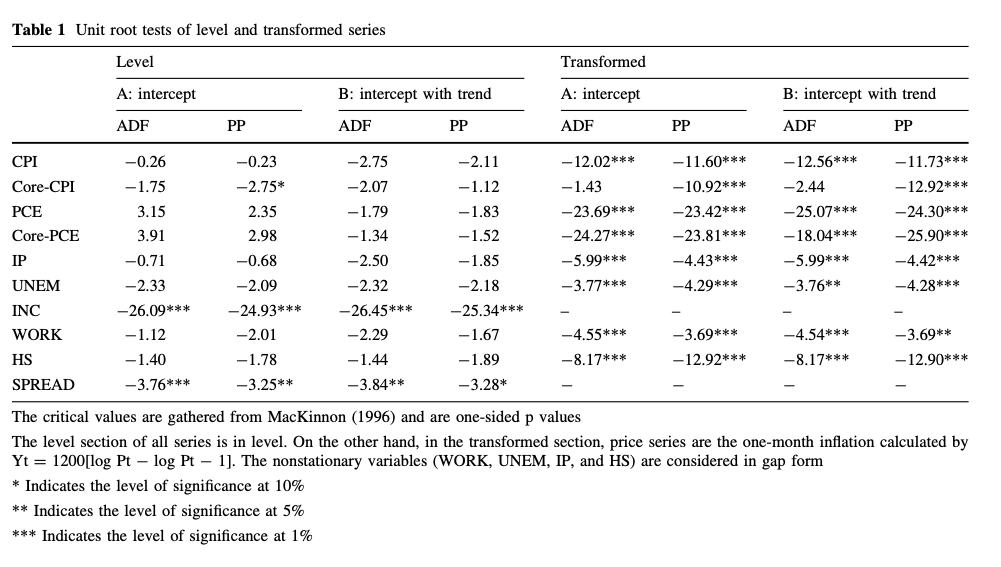 Table 1 Unit root tests of level and transformed series
Level Transformed
A: intercept B: intercept with trend A: intercept B: intercept with trend
ADF PP ADF PP ADF PP ADF PP
CPI −0.26 −0.23 −2.75 −2.11 −12.02*** −11.60*** −12.56*** −11.73***
Core-CPI −1.75 −2.75* −2.07 −1.12 −1.43 −10.92*** −2.44 −12.92***
PCE 3.15 2.35 −1.79 −1.83 −23.69*** −23.42*** −25.07*** −24.30***
Core-PCE 3.91 2.98 −1.34 −1.52 −24.27*** −23.81*** −18.04*** −25.90***
IP −0.71 −0.68 −2.50 −1.85 −5.99*** −4.43*** −5.99*** −4.42***
UNEM −2.33 −2.09 −2.32 −2.18 −3.77*** −4.29*** −3.76** −4.28***
INC −26.09*** −24.93*** −26.45*** −25.34*** – – – –
WORK −1.12 −2.01 −2.29 −1.67 −4.55*** −3.69*** −4.54*** −3.69**
HS −1.40 −1.78 −1.44 −1.89 −8.17*** −12.92*** −8.17*** −12.90***
SPREAD −3.76*** −3.25** −3.84** −3.28* – – – –
The critical values are gathered from MacKinnon (1996) and are one-sided p values
The level section of all series is in level. On the other hand, in the transformed section, price series are the one-month inflation calculated by
Yt = 1200[log Pt − log Pt − 1]. The nonstationary variables (WORK, UNEM, IP, and HS) are considered in gap form
* Indicates the level of significance at 10%
** Indicates the level of significance at 5%
*** Indicates the level of significance at 1%